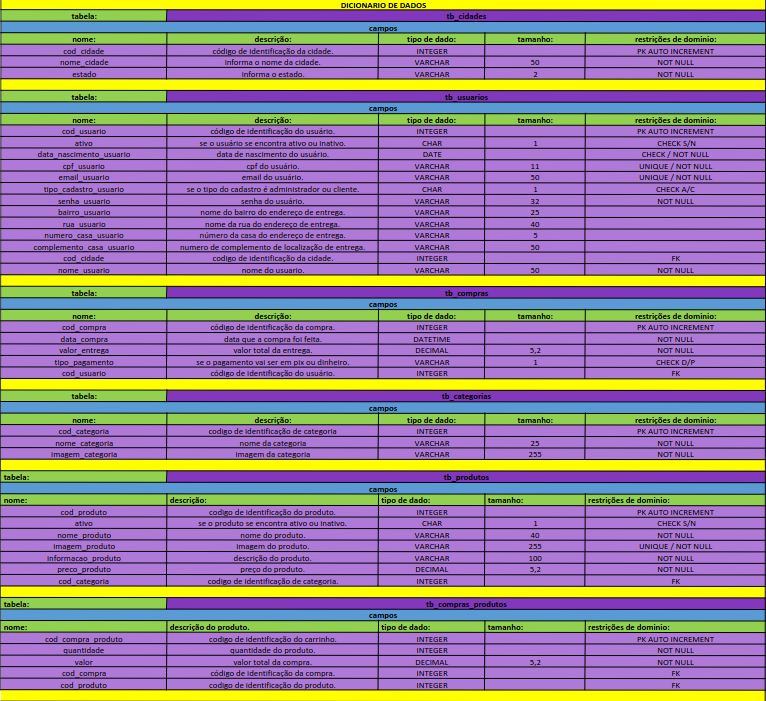 DICIONARIO DE DADOS
tabela: tb_cidades
campos
nome: descrição: tipo de dado: tamanho: restrições de dominio:
cod_cidade código de identificação da cidade. INTEGER PK AUTO INCREMENT
nome_cidade informa o nome da cidade. VARCHAR 50 NOT NULL
estado informa o estado. VARCHAR 2 NOT NULL
tabela: tb_usuarios
campos
nome: descrição: tipo de dado: tamanho: restrições de dominio:
cod_usuario código de identificação do usuário. INTEGER PK AUTO INCREMENT
ativo se o usuário se encontra ativo ou inativo. CHAR 1 CHECK S/N
data_nascimento_usuario data de nascimento do usuário. DATE CHECK / NOT NULL
cpf_usuario cpf do usuário. VARCHAR 11 UNIQUE / NOT NULL
email_usuario email do usuário. VARCHAR 50 UNIQUE / NOT NULL
tipo_cadastro_usuario se o tipo do cadastro é administrador ou cliente. CHAR 1 CHECK A/C
senha_usuario senha do usuário. VARCHAR 32 NOT NULL
bairro_usuario nome do bairro do endereço de entrega. VARCHAR 25
rua_usuario nome da rua do endereço de entrega. VARCHAR 40
numero_casa_usuario número da casa do endereço de entrega. VARCHAR 5
complemento_casa_usuario numero de complemento de localização de entrega. VARCHAR 50
cod_cidade codigo de identificação da cidade. INTEGER FK
nome_usuario nome do usuario. VARCHAR 50 NOT NULL
tabela: tb_compras
campos
nome: descrição: tipo de dado: tamanho: restrições de dominio:
cod_compra código de identificação da compra. INTEGER PK AUTO INCREMENT
data_compra data que a compra foi feita. DATETIME NOT NULL
valor_entrega valor total da entrega. DECIMAL 5,2 NOT NULL
tipo_pagamento se o pagamento vai ser em pix ou dinheiro. VARCHAR 1 CHECK D/P
cod_usuario código de identificação do usuário. INTEGER FK
tabela: tb_categorias
campos
nome: descrição: tipo de dado: tamanho: restrições de dominio:
cod_categoria codigo de identificação de categoria INTEGER PK AUTO INCREMENT
nome_categoria nome da categoria VARCHAR 25 NOT NULL
imagem_categoria imagem da categoria VARCHAR 255 NOT NULL
tabela: tb_produtos
campos
nome: descrição: tipo de dado: tamanho: restrições de dominio:
cod_produto codigo de identificação do produto. INTEGER PK AUTO INCREMENT
ativo se o produto se encontra ativo ou inativo. CHAR 1 CHECK S/N
nome_produto nome do produto. VARCHAR 40 NOT NULL
imagem_produto imagem do produto. VARCHAR 255 UNIQUE / NOT NULL
informacao_produto descrição do produto. VARCHAR 100 NOT NULL
preco_produto preço do produto. DECIMAL 5,2 NOT NULL
cod_categoria codigo de identificação de categoria. INTEGER FK
tabela: tb_compras_produtos
campos
nome: descrição do produto. tipo de dado: tamanho: restrições de dominio:
cod_compra_produto codigo de identificação do carrinho. INTEGER PK AUTO INCREMENT
quantidade quantidade do produto. INTEGER NOT NULL
valor valor total da compra. DECIMAL 5,2 NOT NULL
cod_compra código de identificação da compra. INTEGER FK
cod_produto codigo de identificação do produto. INTEGER FK